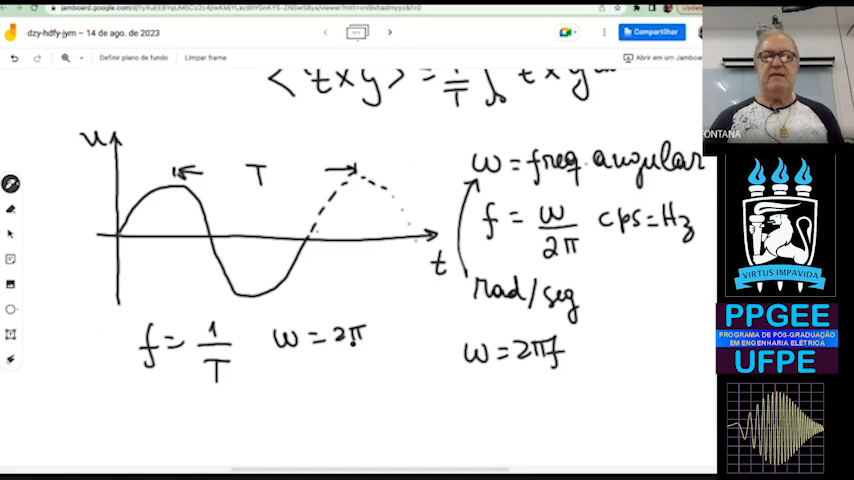 dzy-hdfy-jym – 14 de ago. de 2023
Compartilhar
Definir plano de fundo
Limpar frame
Abrir em um Jamboa
FONTANA
u
T
t
ω = freq. angular
f = ω/2π cps = Hz
rad/seg
f = 1/T ω = 2π
ω = 2πf
VIRTUS IMPAVIDA
PPGEE
PROGRAMA DE PÓS-GRADUAÇÃO
EM ENGENHARIA ELÉTRICA
UFPE